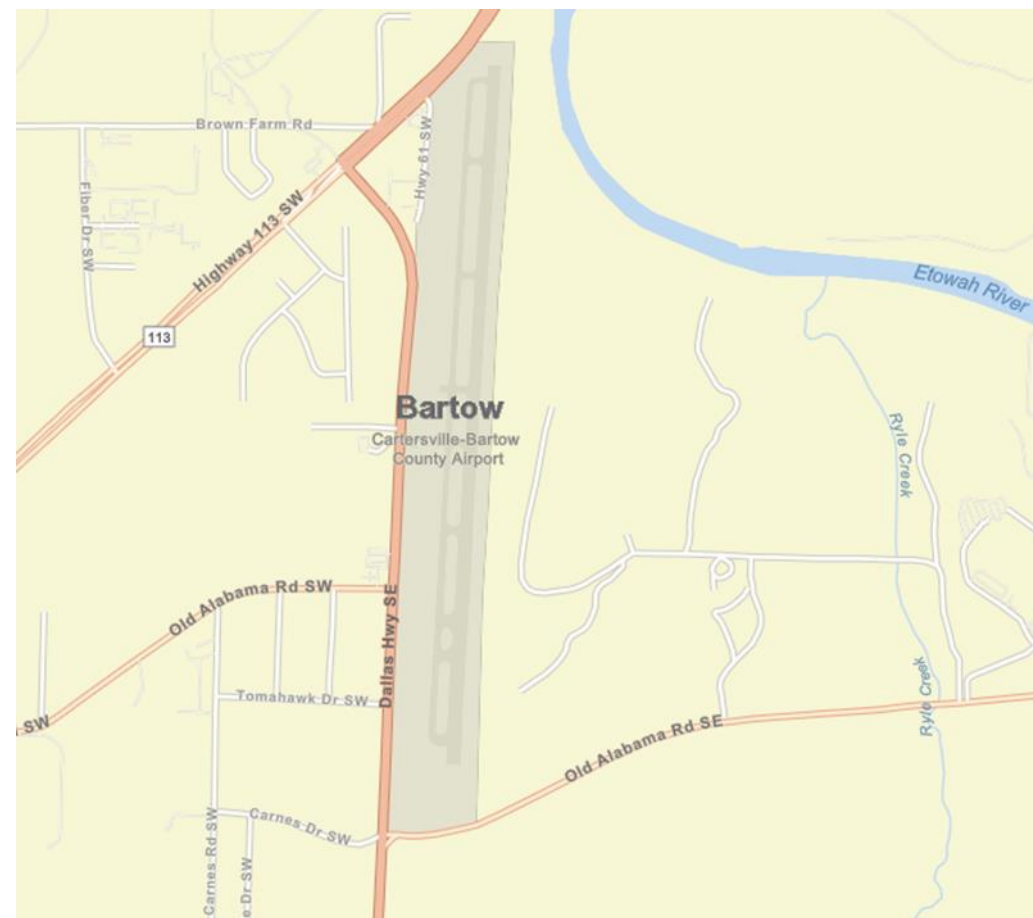 Brown Farm Rd
Hwy 61 SW
Fiber Dr SW
Highway 113 SW
Etowah River
113
Bartow
Cartersville-Bartow
County Airport
Ryle Creek
Old Alabama Rd SW
Dallas Hwy SE
Tomahawk Dr SW
Ryle Creek
SW
Old Alabama Rd SE
Carnes Dr SW
Carnes Rd SW
e Dr SW